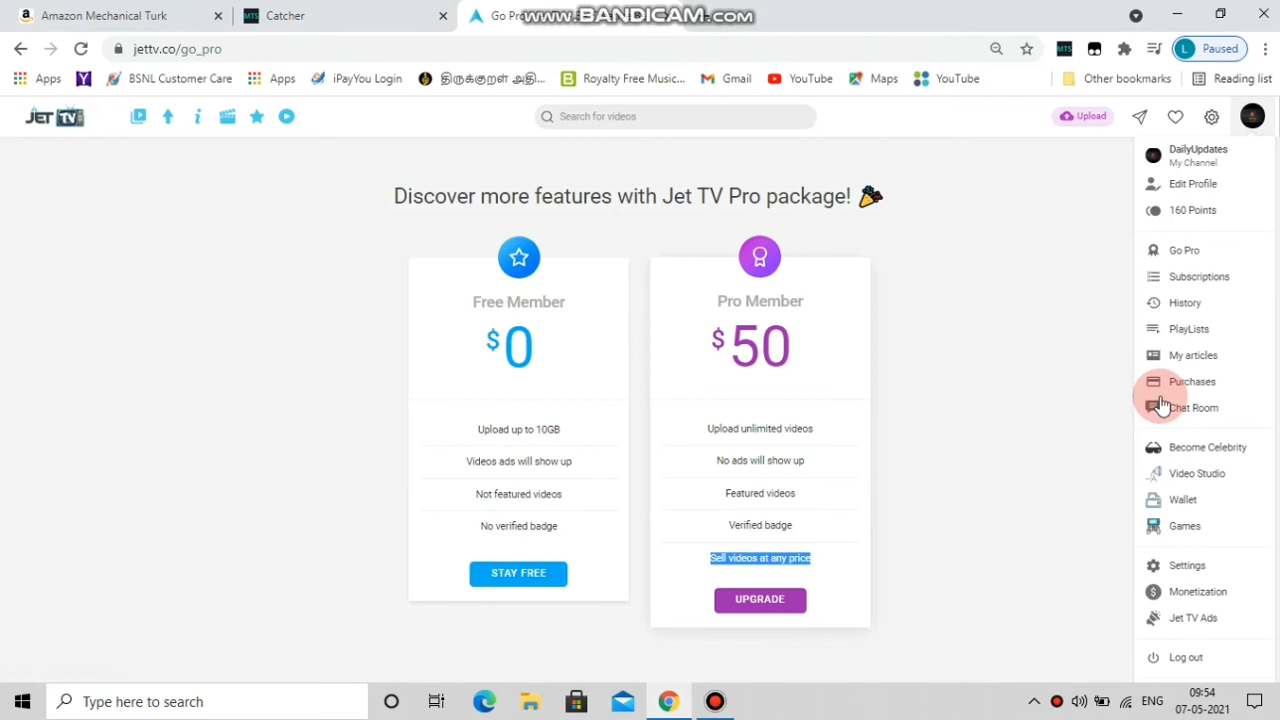 Amazon Mechanical Turk
Catcher
Go Pro
WWW.BANDICAM.COM
jettv.co/go_pro
MTS
L Paused
Apps
BSNL Customer Care
Apps
iPayYou Login
திருக்குறள் அதி...
Royalty Free Music...
Gmail
YouTube
Maps
YouTube
Other bookmarks
Reading list
JET TV
Search for videos
Upload
DailyUpdates
My Channel
Edit Profile
160 Points
Go Pro
Subscriptions
History
PlayLists
My articles
Purchases
Chat Room
Become Celebrity
Video Studio
Wallet
Games
Settings
Monetization
Jet TV Ads
Log out
Discover more features with Jet TV Pro package!
Free Member
$0
Upload up to 10GB
Videos ads will show up
Not featured videos
No verified badge
STAY FREE
Pro Member
$50
Upload unlimited videos
No ads will show up
Featured videos
Verified badge
Sell videos at any price
UPGRADE
Type here to search
ENG
09:54
07-05-2021